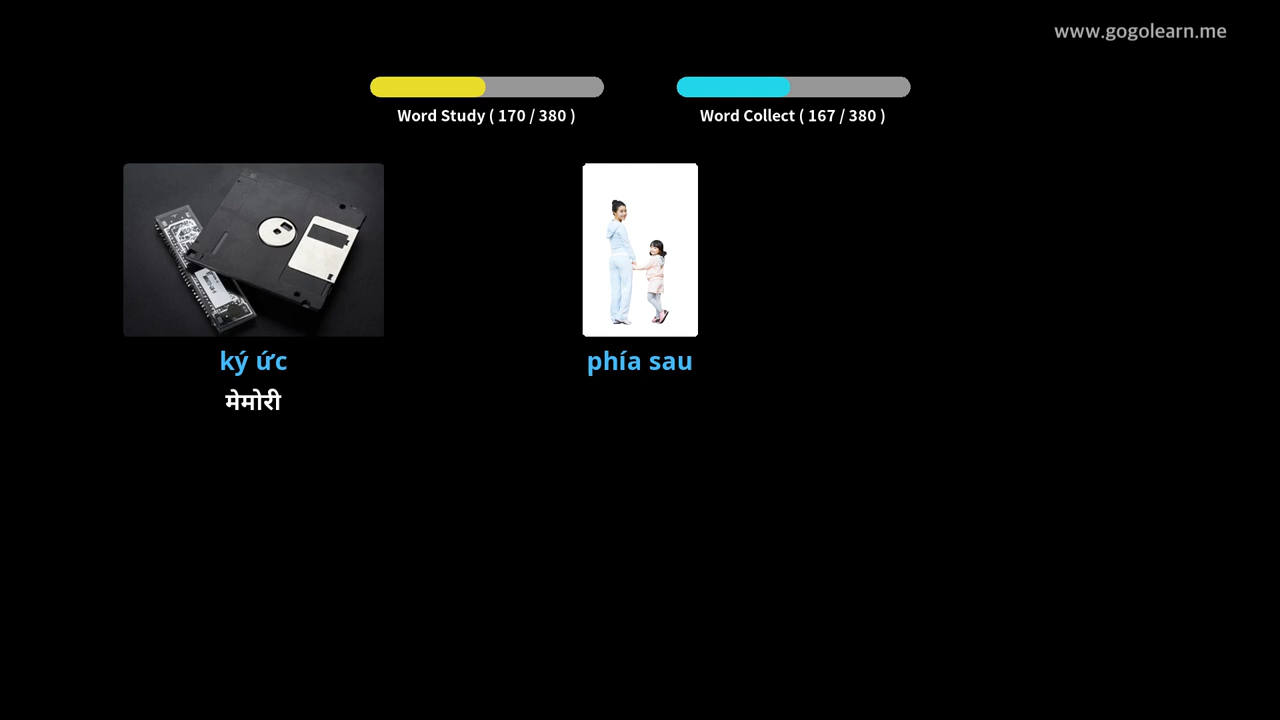 www.gogolearn.me
Word Study ( 170 / 380 )
Word Collect ( 167 / 380 )
ký ức
मेमोरी
phía sau